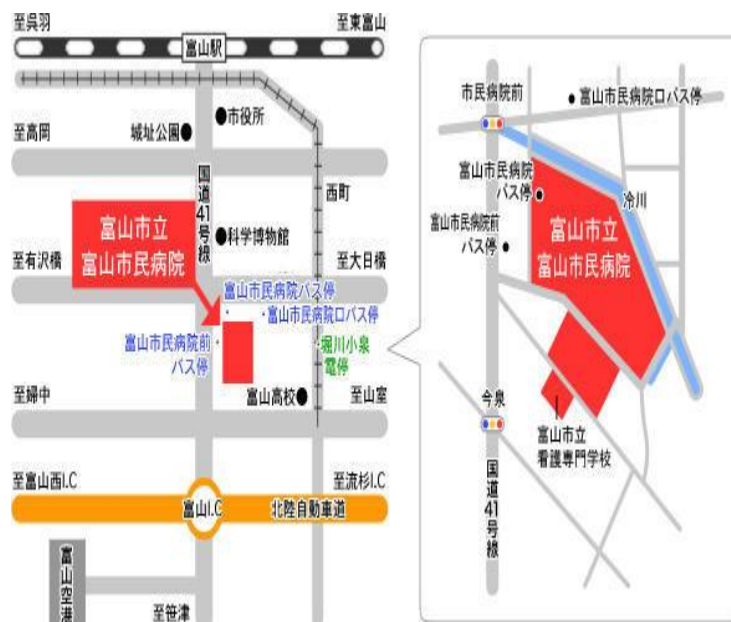 至呉羽
至東富山
富山駅
至高岡
城址公園
市役所
国道41号線
西町
富山市立
富山市民病院
科学博物館
至有沢橋
至大日橋
富山市民病院バス停
富山市民病院口バス停
富山市民病院前
バス停
堀川小泉
電停
至婦中
富山高校
至山室
至富山西I.C
至流杉I.C
富山I.C
北陸自動車道
富山空港
至笹津
市民病院前
富山市民病院口バス停
富山市民病院
バス停
冷川
富山市民病院前
バス停
富山市立
富山市民病院
今泉
富山市立
看護専門学校
国道41号線